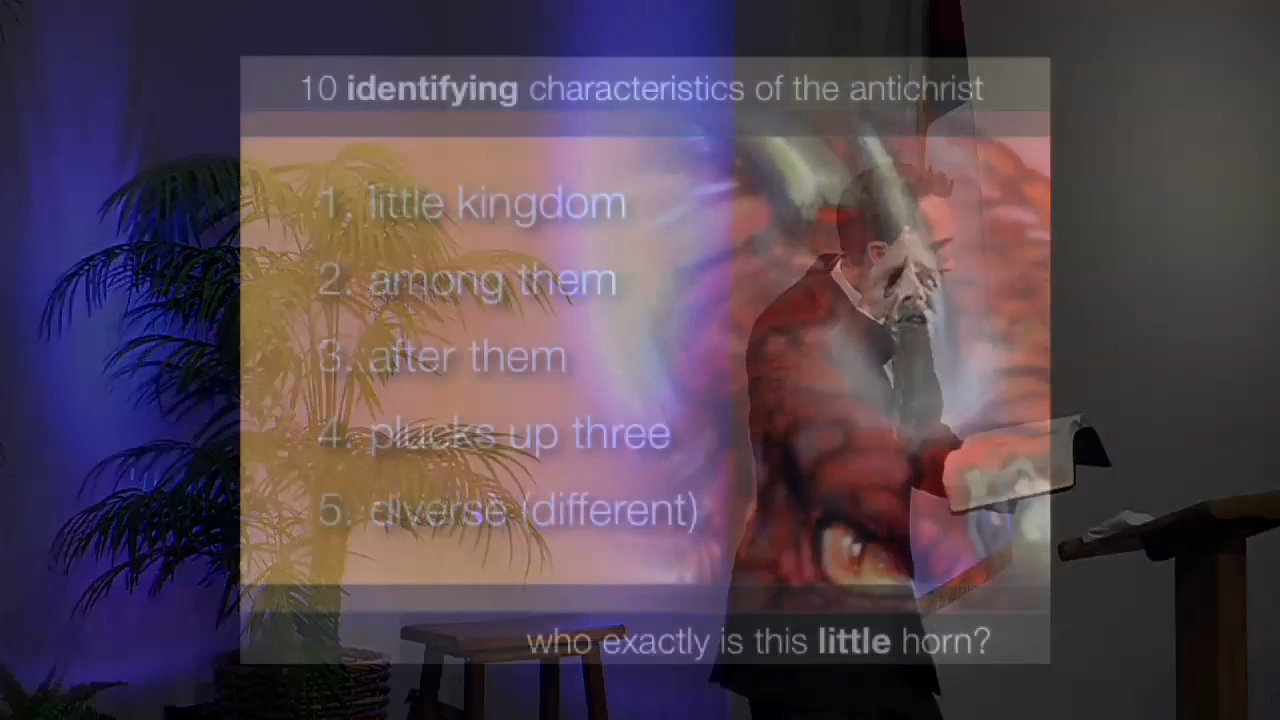 10 identifying characteristics of the antichrist
1. little kingdom
2. among them
3. after them
4. plucks up three
5. diverse (different)
who exactly is this little horn?